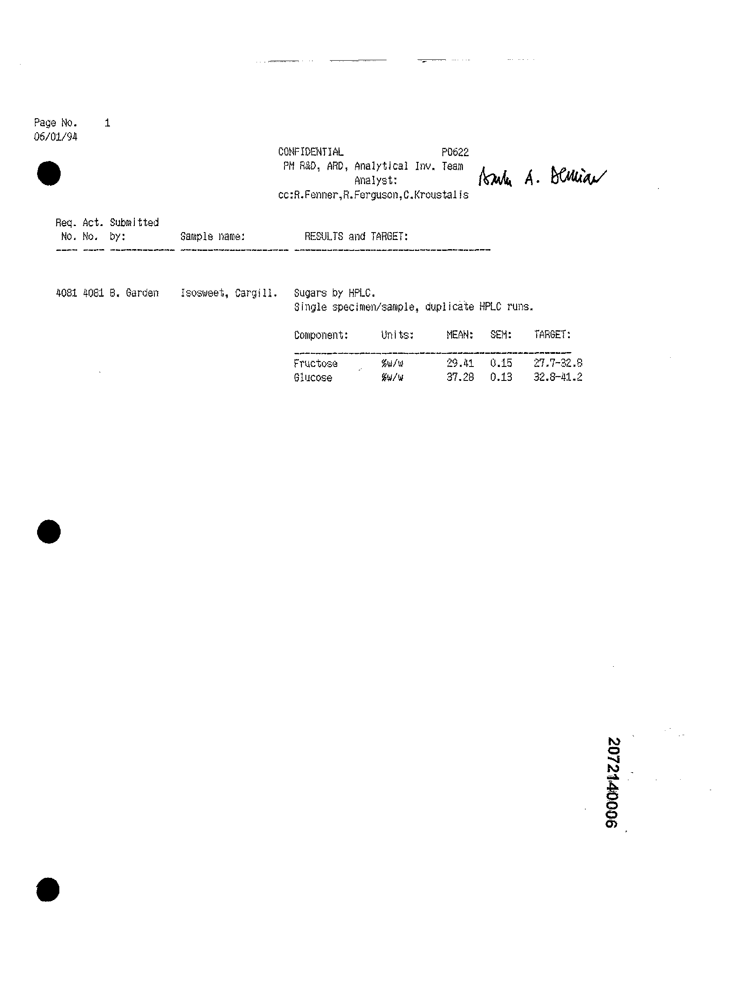 Page No. 1
06/01/94
CONFIDENTIAL P0622
PM R&D, ARD, Analytical Inv. Team
Analyst: A.
cc:R.Fenner,R.Ferguson,C.Kroustalis
Req. Act. Submitted
No. No. by: Sample name: RESULTS and TARGET:
4081 4081 B. Garden Isosweet, Cargill. Sugars by HPLC.
Single specimen/sample, duplicate HPLC runs.
Component: Units: MEAN: SEM: TARGET:
Fructose %w/w 29.41 0.15 27.7-32.8
Glucose %w/w 37.28 0.13 32.8-41.2
2072140006